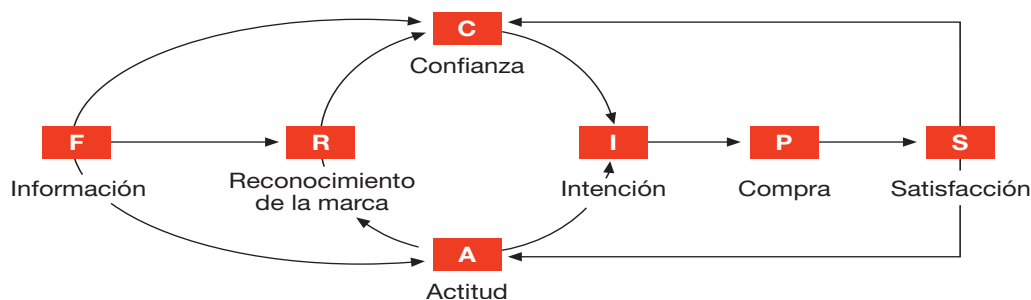 C
Confianza
F
Información
R
Reconocimiento
de la marca
I
Intención
P
Compra
S
Satisfacción
A
Actitud